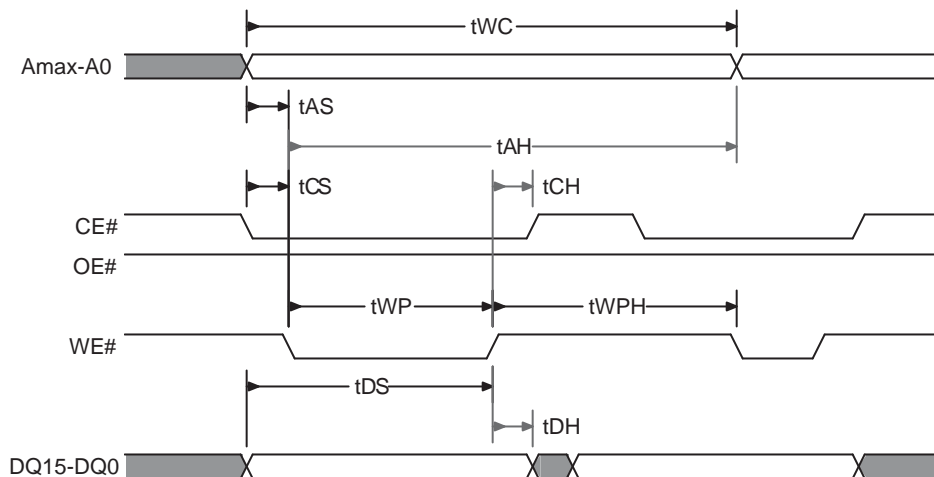 tWC
Amax-A0
tAS
tAH
tCS
tCH
CE#
OE#
tWP
tWPH
WE#
tDS
tDH
DQ15-DQ0